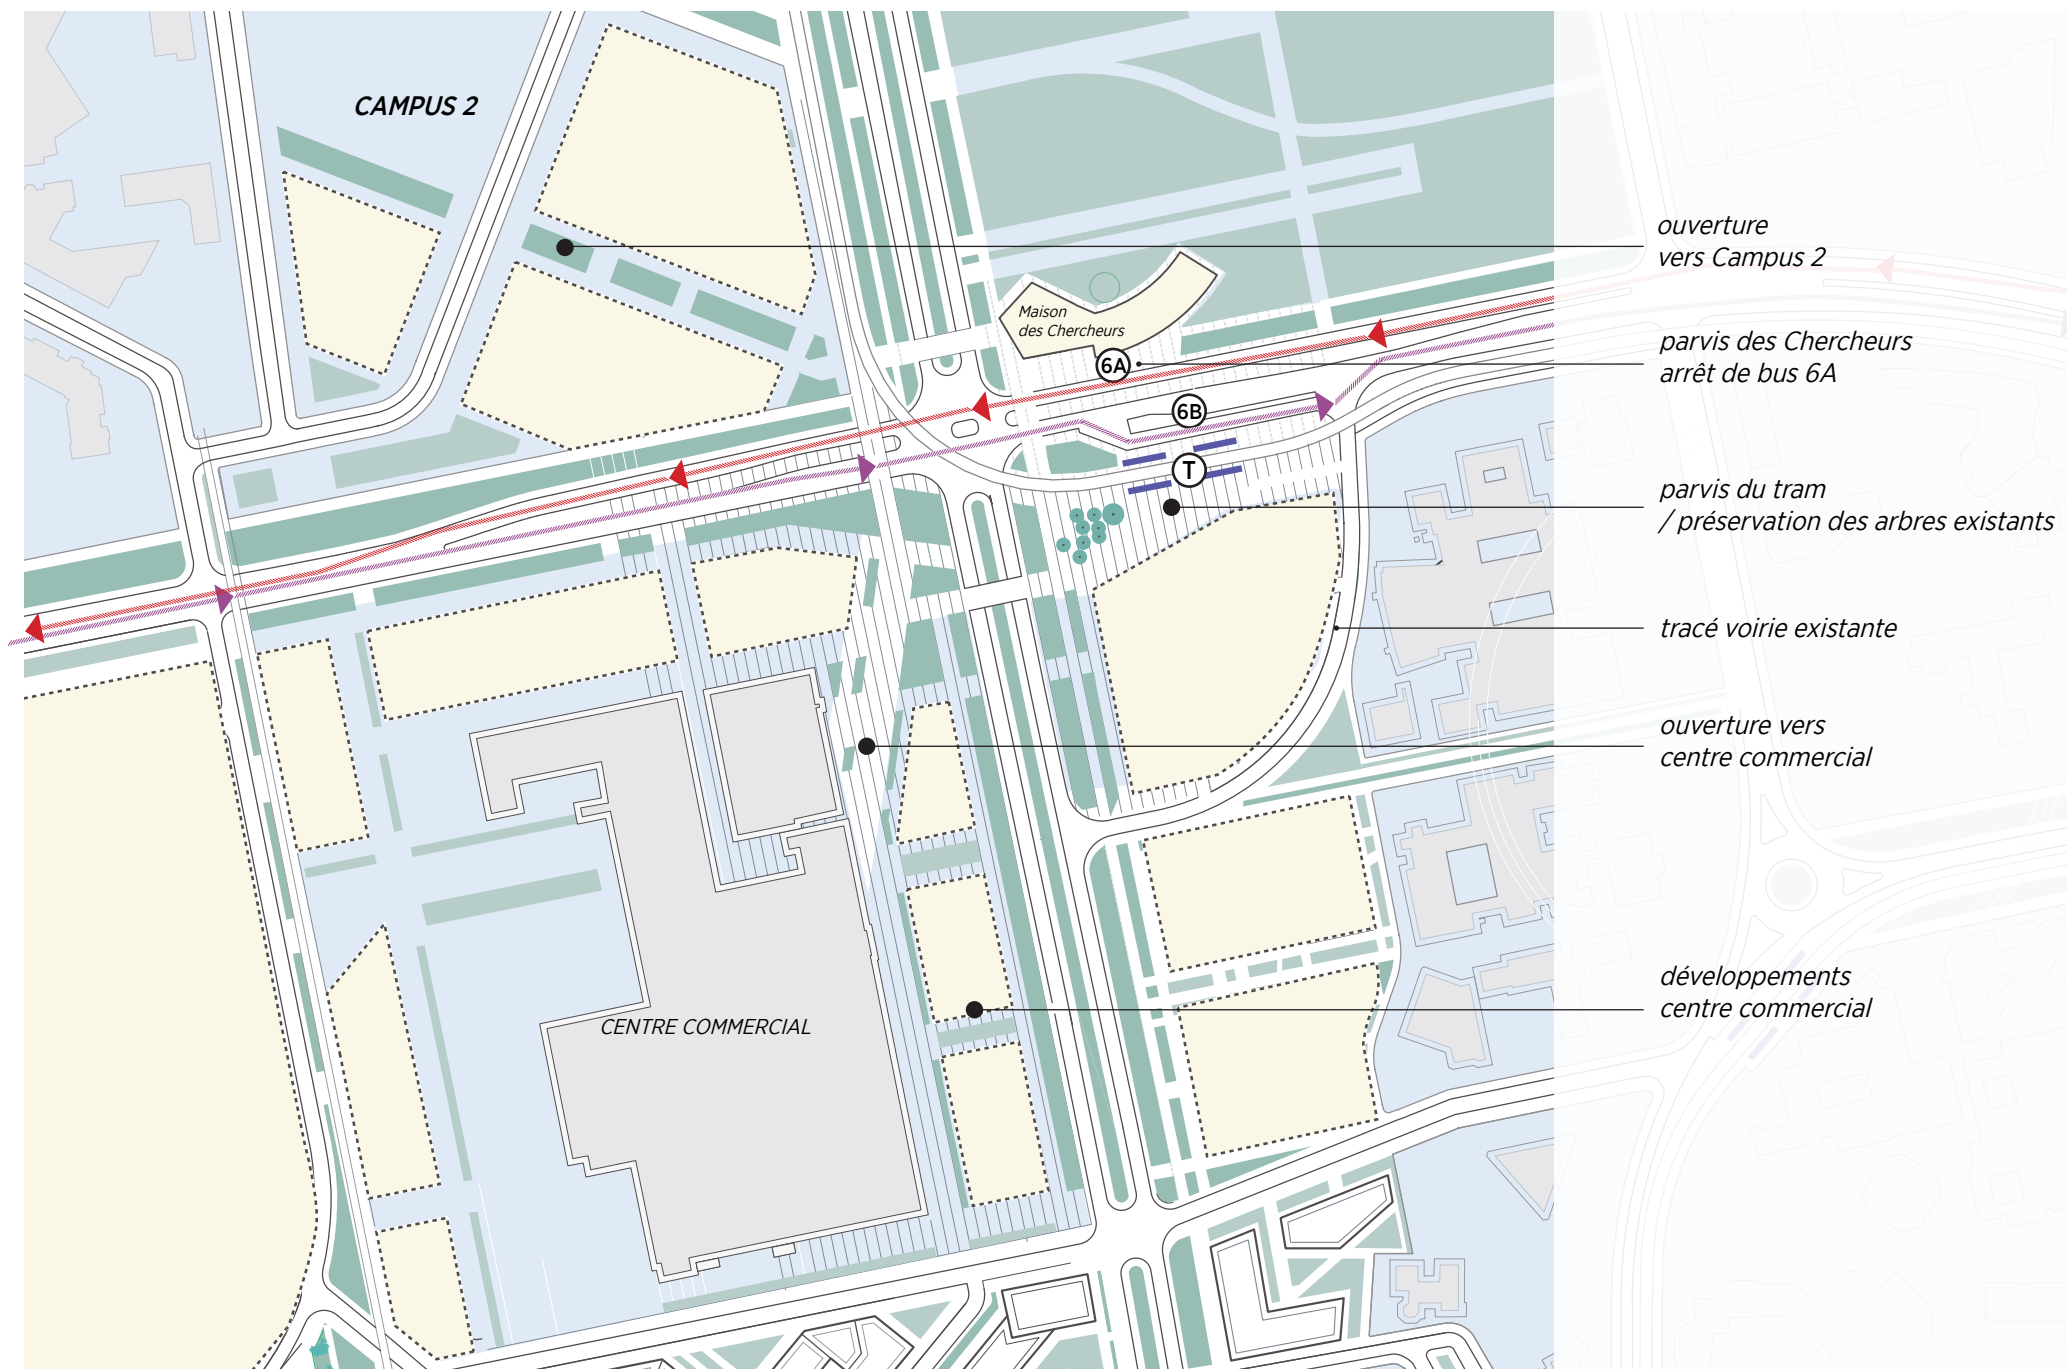 CAMPUS 2
ouverture
vers Campus 2
Maison
des Chercheurs
6A
parvis des Chercheurs
arrêt de bus 6A
6B
T
parvis du tram
/ préservation des arbres existants
tracé voirie existante
ouverture vers
centre commercial
développements
centre commercial
CENTRE COMMERCIAL